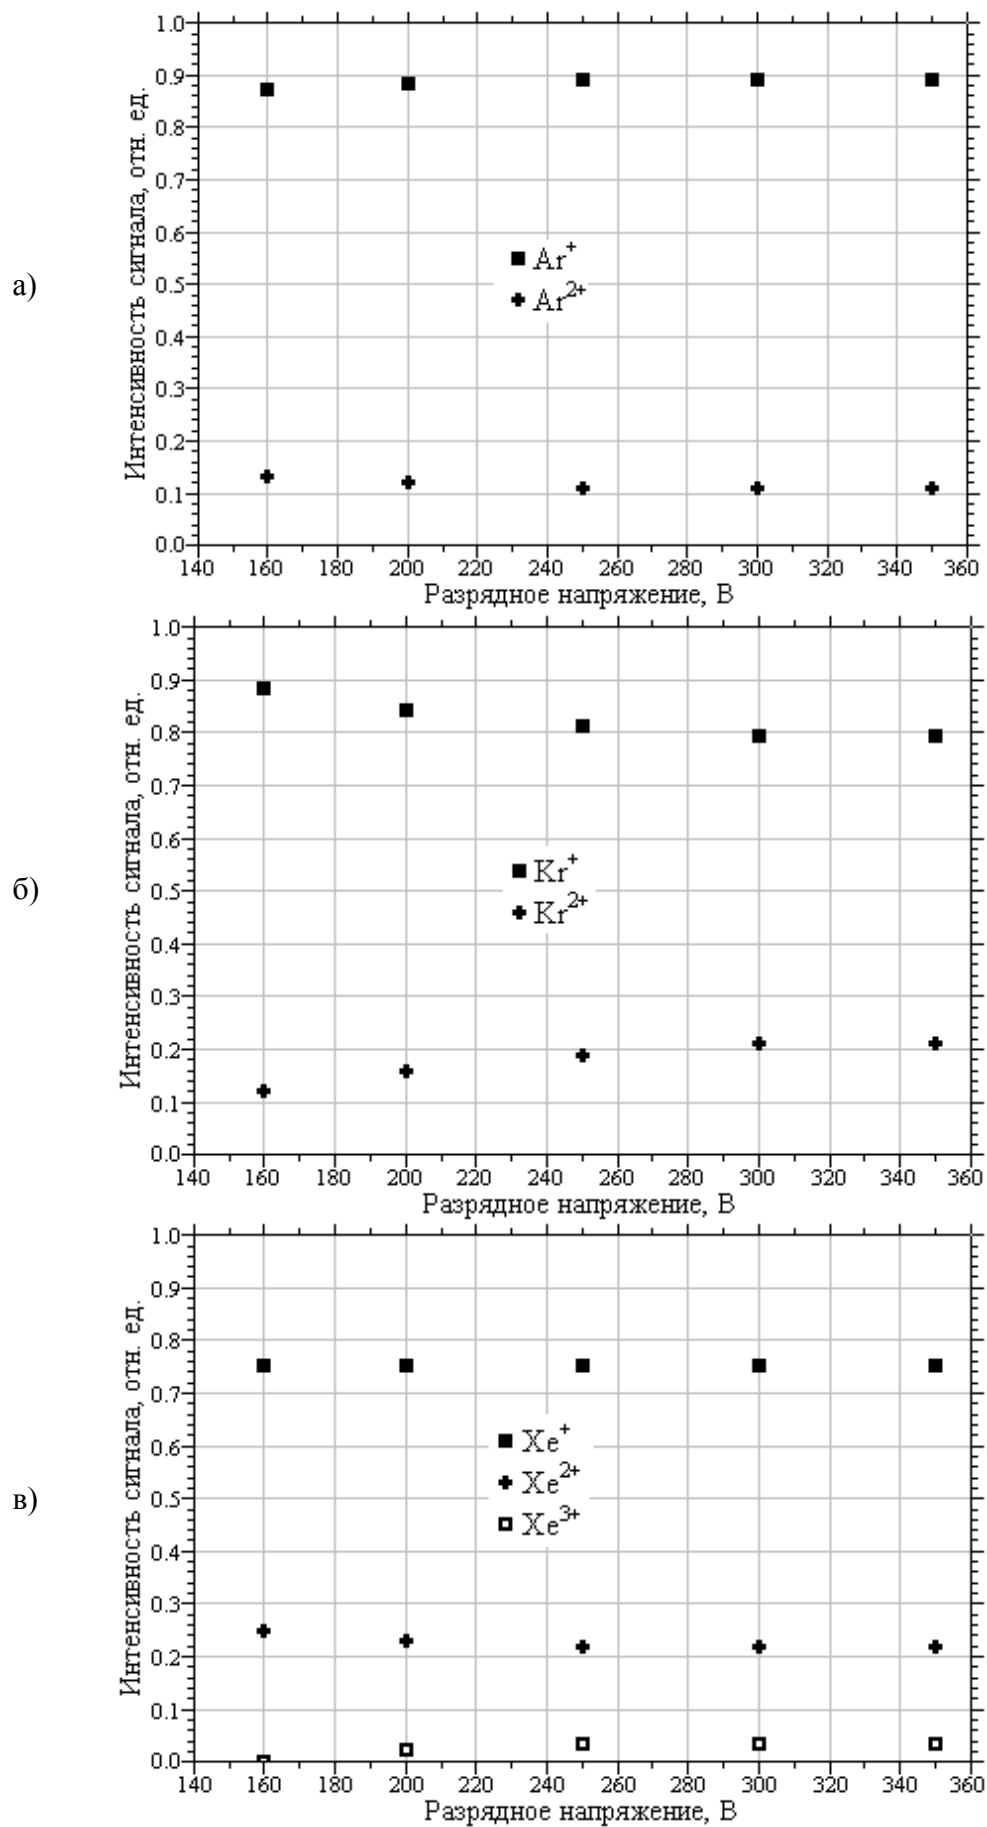 а)
Интенсивность сигнала, отн. ед.
1.0
0.9
0.8
0.7
0.6
0.5
0.4
0.3
0.2
0.1
0.0
Ar+
Ar2+
140 160 180 200 220 240 260 280 300 320 340 360
Разрядное напряжение, В
б)
Интенсивность сигнала, отн. ед.
1.0
0.9
0.8
0.7
0.6
0.5
0.4
0.3
0.2
0.1
0.0
Kr+
Kr2+
140 160 180 200 220 240 260 280 300 320 340 360
Разрядное напряжение, В
в)
Интенсивность сигнала, отн. ед.
1.0
0.9
0.8
0.7
0.6
0.5
0.4
0.3
0.2
0.1
0.0
Xe+
Xe2+
Xe3+
140 160 180 200 220 240 260 280 300 320 340 360
Разрядное напряжение, В